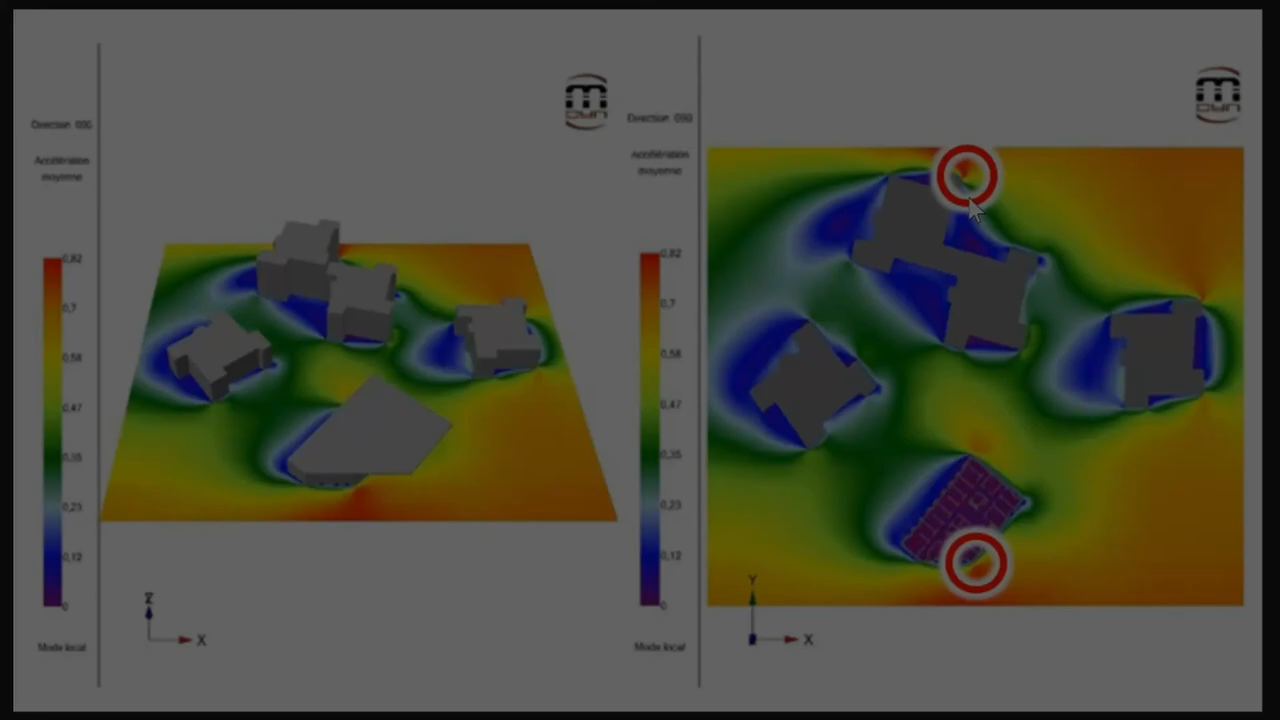 Direction 090
Accélération
moyenne
0,82
0,7
0,58
0,47
0,35
0,23
0,12
0
Mode local
Z
X
m
Direction 090
Accélération
moyenne
0,82
0,7
0,58
0,47
0,35
0,23
0,12
0
Mode local
Y
X
m